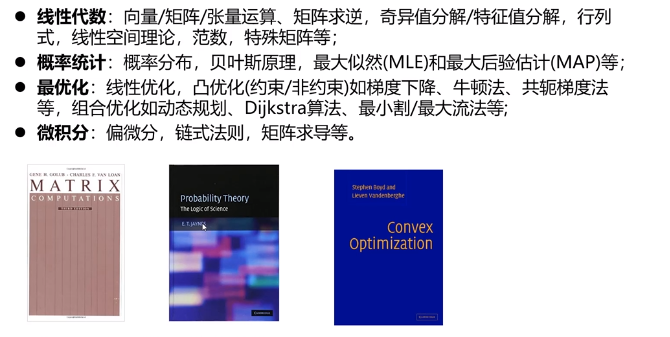 ● 线性代数：向量/矩阵/张量运算、矩阵求逆，奇异值分解/特征值分解，行列
式，线性空间理论，范数，特殊矩阵等；
● 概率统计：概率分布，贝叶斯原理，最大似然(MLE)和最大后验估计(MAP)等；
● 最优化：线性优化，凸优化(约束/非约束)如梯度下降、牛顿法、共轭梯度法
等，组合优化如动态规划、Dijkstra算法、最小割/最大流法等;
● 微积分：偏微分，链式法则，矩阵求导等。
GENE H. GOLUB · CHARLES F. VAN LOAN
MATRIX
COMPUTATIONS
THIRD EDITION
Probability Theory
The Logic of Science
E. T. JAYNES
Stephen Boyd and
Lieven Vandenberghe
Convex
Optimization